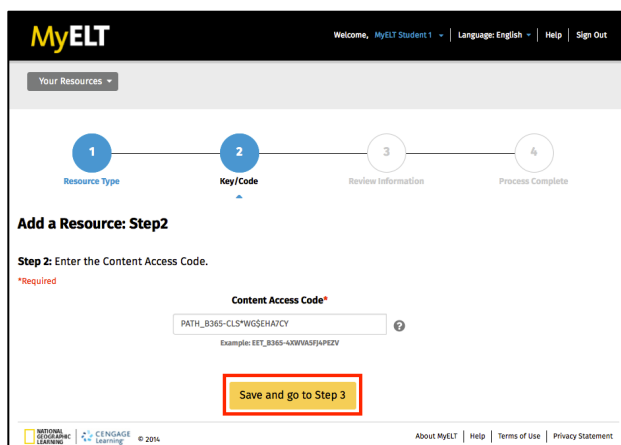 MyELT
Welcome, MyELT Student 1 Language: English Help Sign Out
Your Resources
1 2 3 4
Resource Type Key/Code Review Information Process Complete
Add a Resource: Step2
Step 2: Enter the Content Access Code.
*Required
Content Access Code*
PATH_B365-CLS*WG$EHA7CY ?
Example: EET_B365-4XWVASFJ4PEZV
Save and go to Step 3
NATIONAL
GEOGRAPHIC
LEARNING
CENGAGE
Learning
© 2014
About MyELT Help Terms of Use Privacy Statement